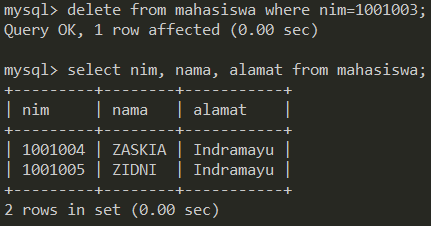 mysql> delete from mahasiswa where nim=1001003;
Query OK, 1 row affected (0.00 sec)
mysql> select nim, nama, alamat from mahasiswa;
+---------+--------+-----------+
| nim     | nama   | alamat    |
+---------+--------+-----------+
| 1001004 | ZASKIA | Indramayu |
| 1001005 | ZIDNI  | Indramayu |
+---------+--------+-----------+
2 rows in set (0.00 sec)